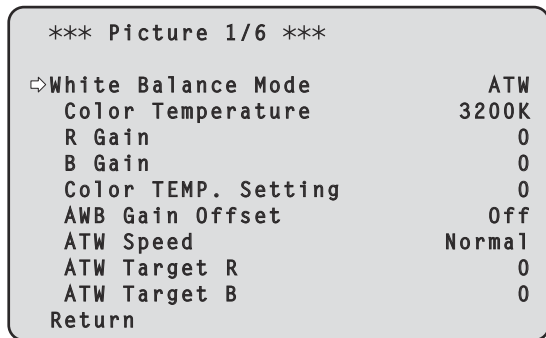 *** Picture 1/6 ***
⇨White Balance Mode ATW
Color Temperature 3200K
R Gain 0
B Gain 0
Color TEMP. Setting 0
AWB Gain Offset Off
ATW Speed Normal
ATW Target R 0
ATW Target B 0
Return